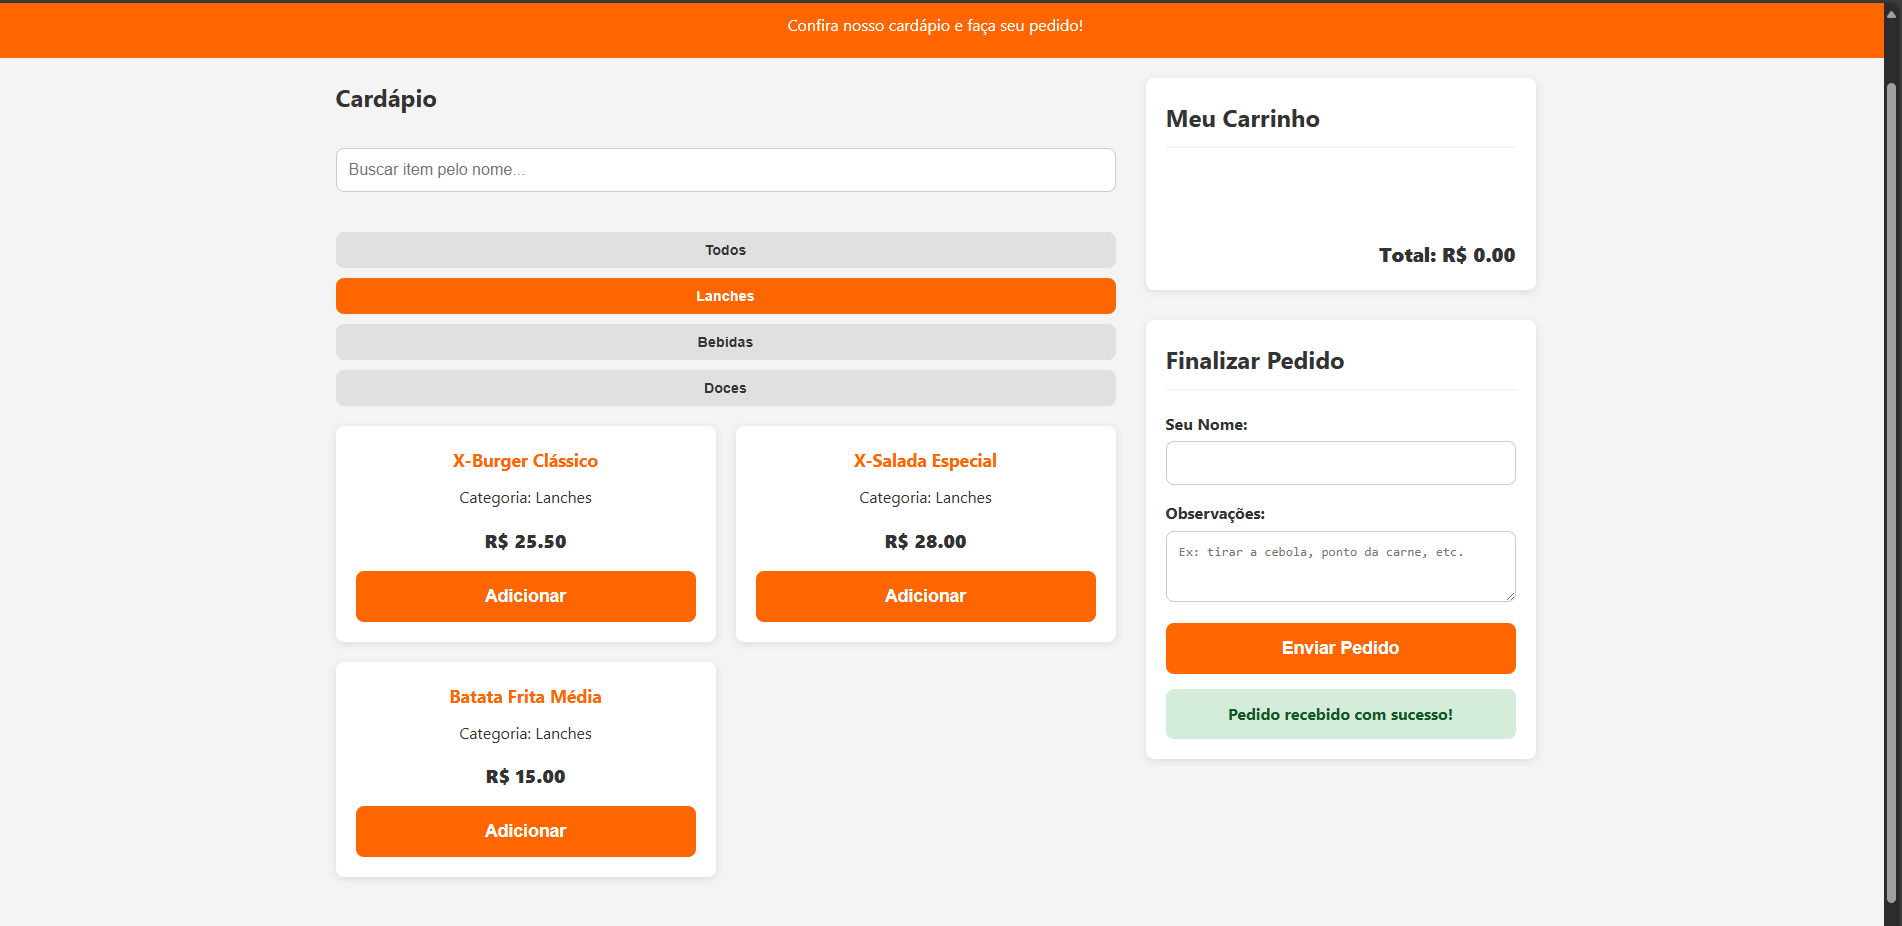 Confira nosso cardápio e faça seu pedido!
Cardápio
Buscar item pelo nome...
Todos
Lanches
Bebidas
Doces
X-Burger Clássico
Categoria: Lanches
R$ 25.50
Adicionar
X-Salada Especial
Categoria: Lanches
R$ 28.00
Adicionar
Batata Frita Média
Categoria: Lanches
R$ 15.00
Adicionar
Meu Carrinho
Total: R$ 0.00
Finalizar Pedido
Seu Nome:
Observações:
Ex: tirar a cebola, ponto da carne, etc.
Enviar Pedido
Pedido recebido com sucesso!